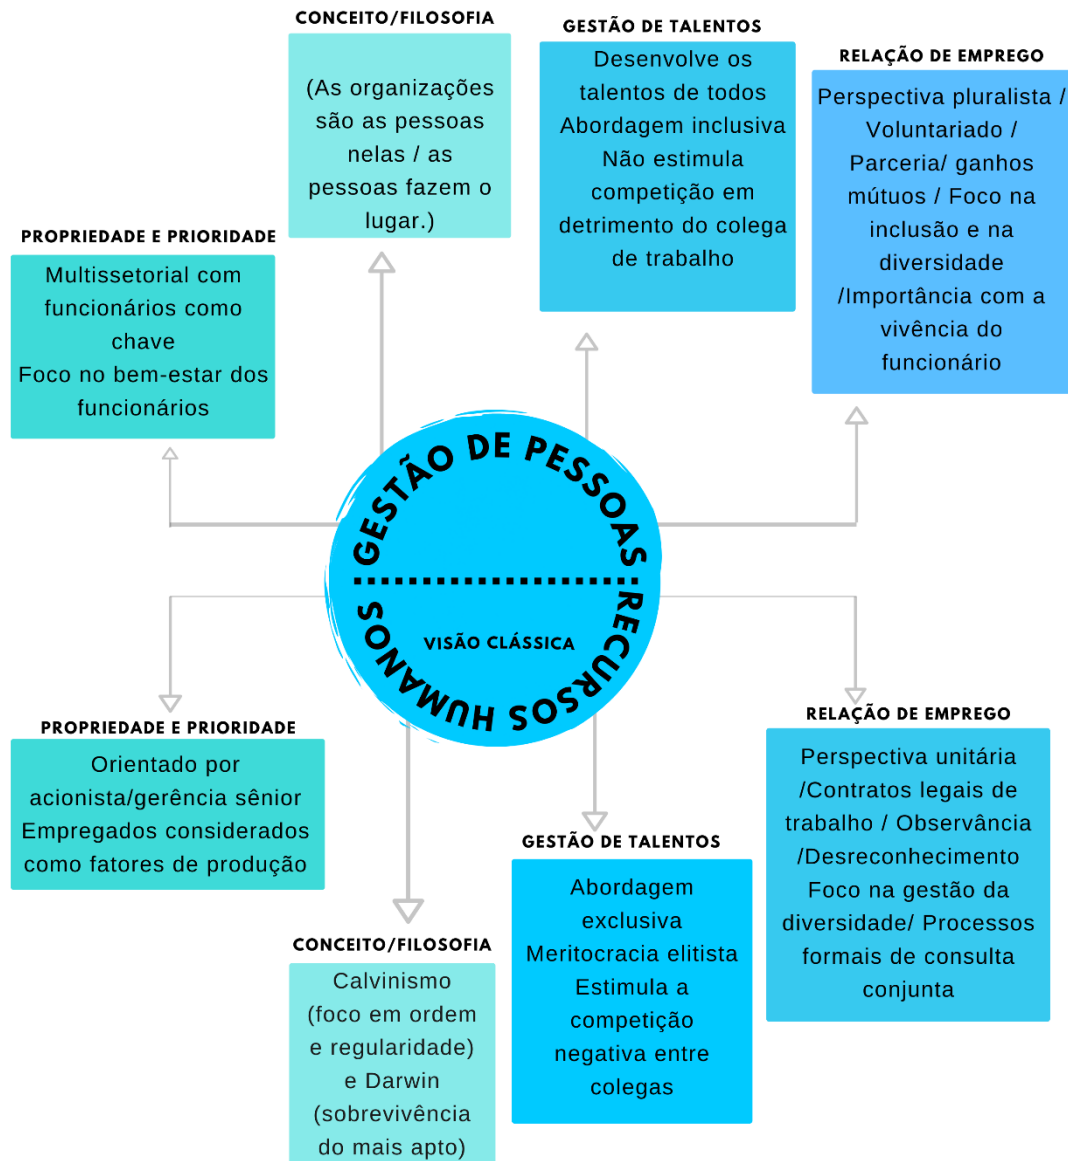 CONCEITO/FILOSOFIA
(As organizações
são as pessoas
nelas / as
pessoas fazem o
lugar.)
GESTÃO DE TALENTOS
Desenvolve os
talentos de todos
Abordagem inclusiva
Não estimula
competição em
detrimento do colega
de trabalho
RELAÇÃO DE EMPREGO
Perspectiva pluralista /
Voluntariado /
Parceria/ ganhos
mútuos / Foco na
inclusão e na
diversidade
/Importância com a
vivência do
funcionário
PROPRIEDADE E PRIORIDADE
Multissetorial com
funcionários como
chave
Foco no bem-estar dos
funcionários
GESTÃO DE PESSOAS
VISÃO CLÁSSICA
RECURSOS HUMANOS
PROPRIEDADE E PRIORIDADE
Orientado por
acionista/gerência sênior
Empregados considerados
como fatores de produção
CONCEITO/FILOSOFIA
Calvinismo
(foco em ordem
e regularidade)
e Darwin
(sobrevivência
do mais apto)
GESTÃO DE TALENTOS
Abordagem
exclusiva
Meritocracia elitista
Estimula a
competição
negativa entre
colegas
RELAÇÃO DE EMPREGO
Perspectiva unitária
/Contratos legais de
trabalho / Observância
/Desreconhecimento
Foco na gestão da
diversidade/ Processos
formais de consulta
conjunta